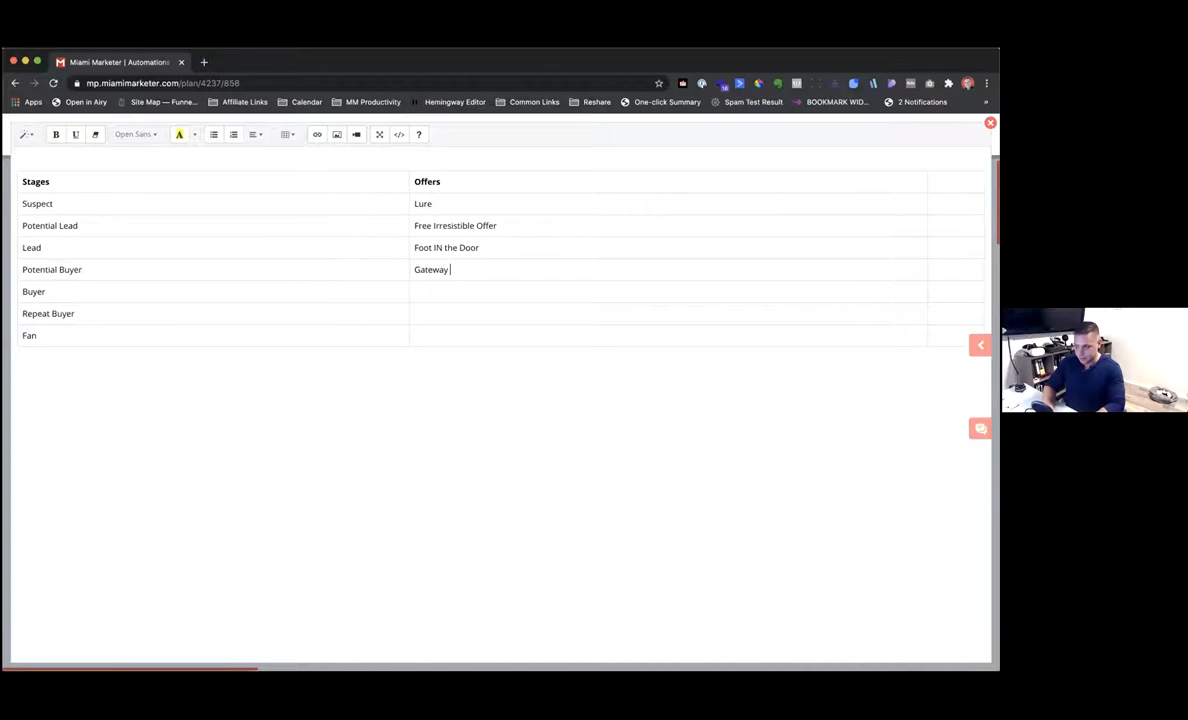 Miami Marketer | Automation
mp.miamimarketer.com/plan/4237/858
Apps Open in Airy Site Map — Funne... Affiliate Links Calendar MM Productivity Hemingway Editor Common Links Reshare One-click Summary Spam Test Result BOOKMARK WID... 2 Notifications »
B U Open Sans A </> ?
Stages Offers
Suspect Lure
Potential Lead Free Irresistible Offer
Lead Foot IN the Door
Potential Buyer Gateway
Buyer
Repeat Buyer
Fan